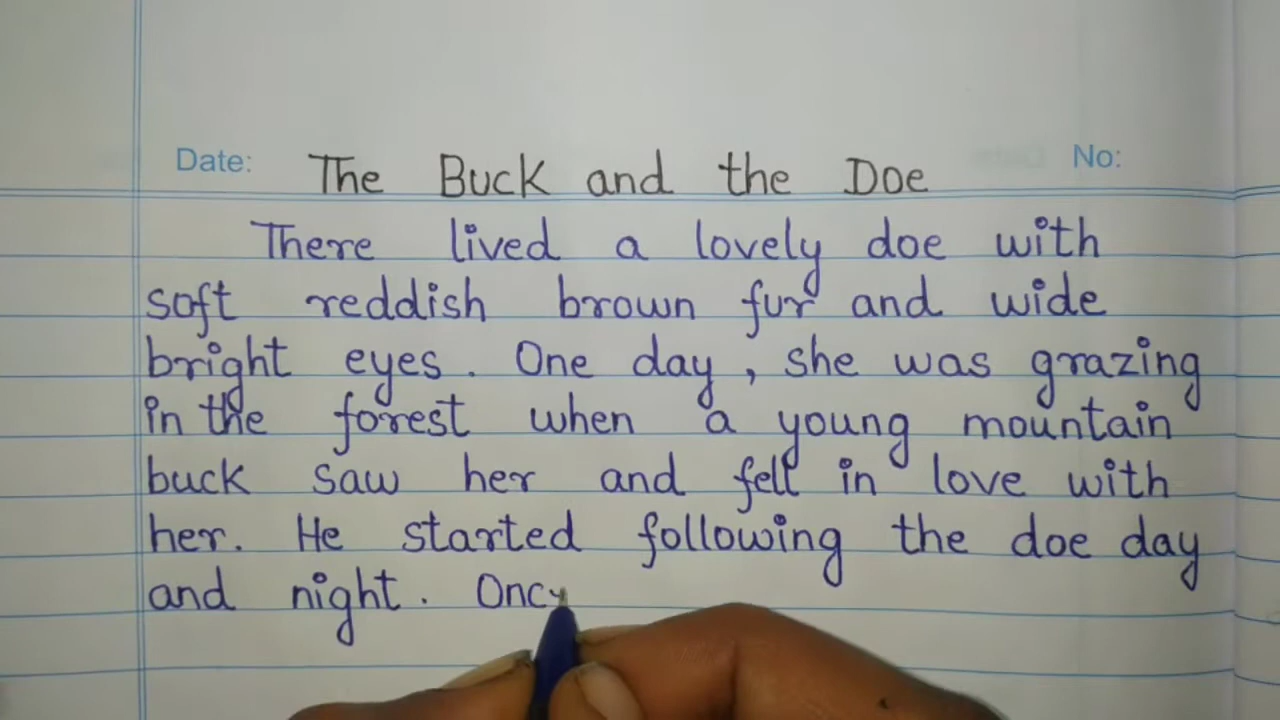 Date: The Buck and the Doe No:
There lived a lovely doe with
soft reddish brown fur and wide
bright eyes. One day, she was grazing
in the forest when a young mountain
buck saw her and fell in love with
her. He started following the doe day
and night. Onc